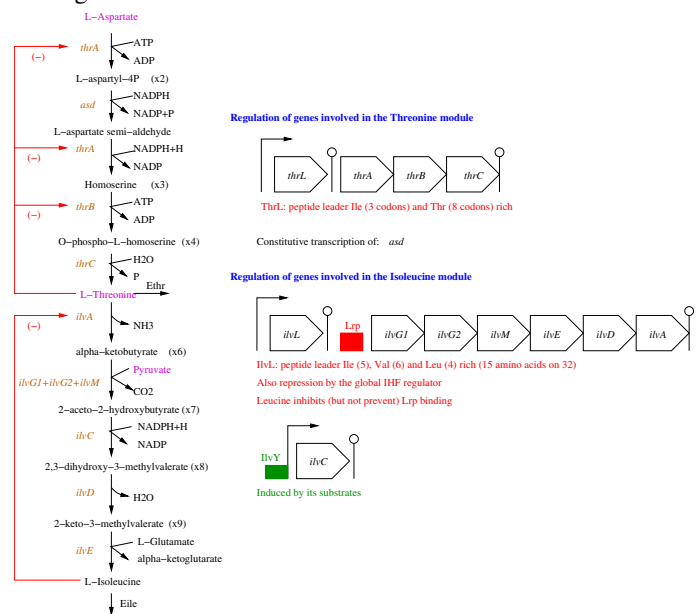 L-Aspartate
thrA
ATP
(-)
ADP
L-aspartyl-4P (x2)
asd
NADPH
NADP+P
L-aspartate semi-aldehyde
thrA
NADPH+H
(-)
NADP
Homoserine (x3)
thrB
ATP
(-)
ADP
O-phospho-L-homoserine (x4)
thrC
H2O
P
Ethr
L-Threonine
ilvA
(-)
NH3
alpha-ketobutyrate (x6)
Pyruvate
ilvG1+ilvG2+ilvM
CO2
2-aceto-2-hydroxybutyrate (x7)
ilvC
NADPH+H
NADP
2,3-dihydroxy-3-methylvalerate (x8)
ilvD
H2O
2-keto-3-methylvalerate (x9)
ilvE
L-Glutamate
alpha-ketoglutarate
L-Isoleucine
Eile
Regulation of genes involved in the Threonine module
thrL thrA thrB thrC
ThrL: peptide leader Ile (3 codons) and Thr (8 codons) rich
Constitutive transcription of: asd
Regulation of genes involved in the Isoleucine module
Lrp
ilvL ilvG1 ilvG2 ilvM ilvE ilvD ilvA
IlvL: peptide leader Ile (5), Val (6) and Leu (4) rich (15 amino acids on 32)
Also repression by the global IHF regulator
Leucine inhibits (but not prevent) Lrp binding
IlvY
ilvC
Induced by its substrates